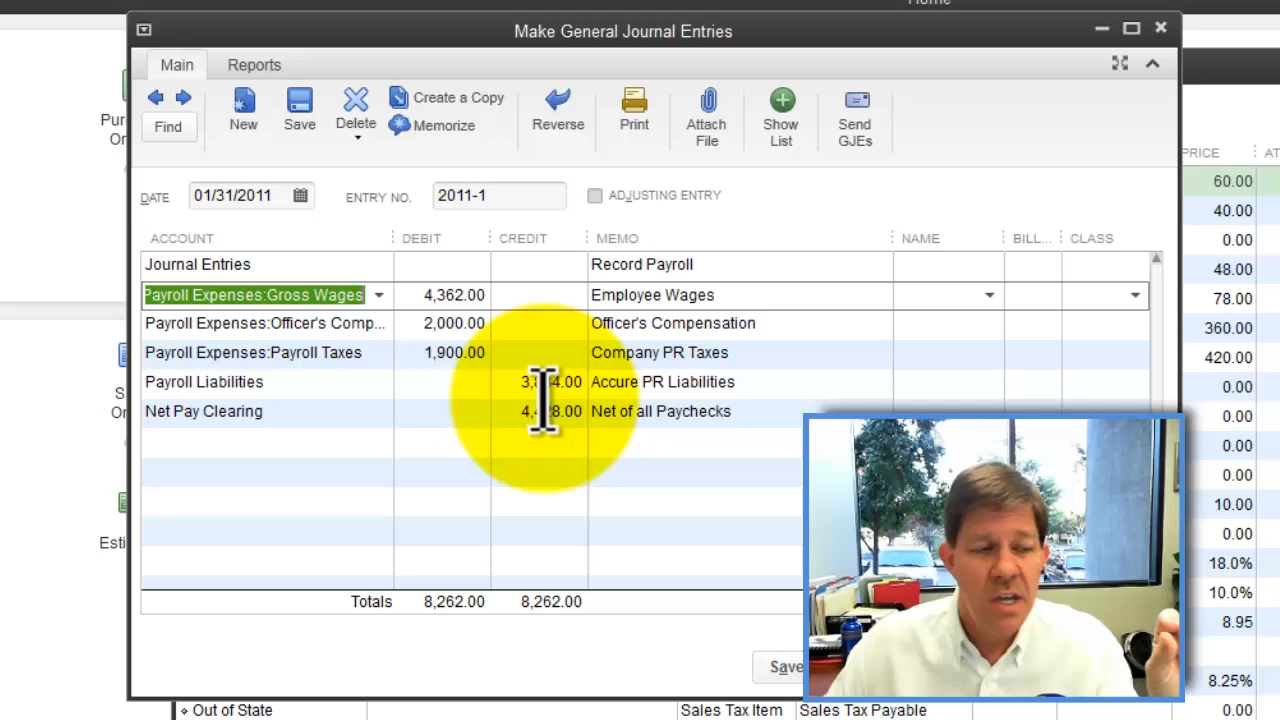 Home
Make General Journal Entries
Main Reports
Find New Save Delete Create a Copy Memorize Reverse Print Attach File Show List Send GJEs
DATE 01/31/2011 ENTRY NO. 2011-1 ADJUSTING ENTRY
ACCOUNT DEBIT CREDIT MEMO NAME BILL... CLASS
Journal Entries Record Payroll
Payroll Expenses:Gross Wages 4,362.00 Employee Wages
Payroll Expenses:Officer's Comp... 2,000.00 Officer's Compensation
Payroll Expenses:Payroll Taxes 1,900.00 Company PR Taxes
Payroll Liabilities Accure PR Liabilities
Net Pay Clearing Net of all Paychecks
Totals 8,262.00 8,262.00
Save
Pur
Or
S
Or
Esti
PRICE AT
60.00
40.00
0.00
48.00
78.00
360.00
420.00
0.00
0.00
0.00
0.00
10.00
0.00
18.0%
10.0%
8.95
8.25%
Out of State Sales Tax Item Sales Tax Payable 0.00